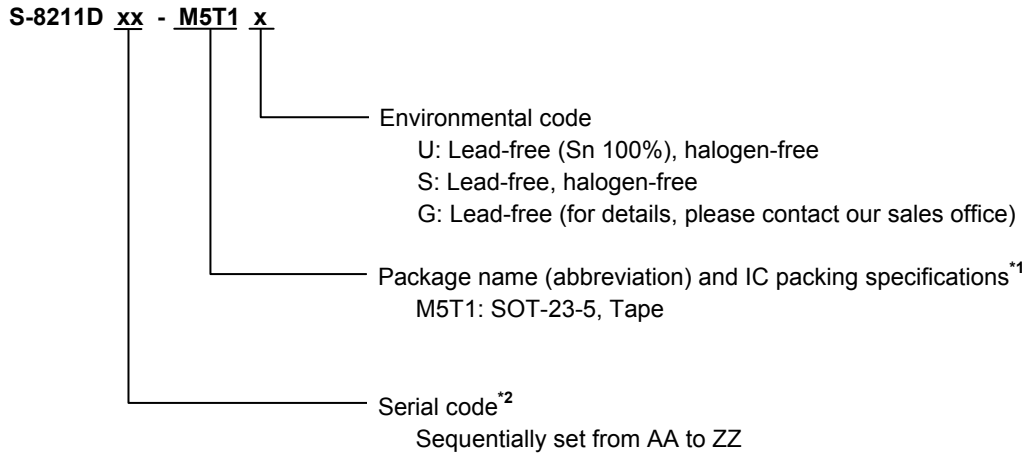 S-8211D xx - M5T1 x
Environmental code
U: Lead-free (Sn 100%), halogen-free
S: Lead-free, halogen-free
G: Lead-free (for details, please contact our sales office)
Package name (abbreviation) and IC packing specifications*1
M5T1: SOT-23-5, Tape
Serial code*2
Sequentially set from AA to ZZ